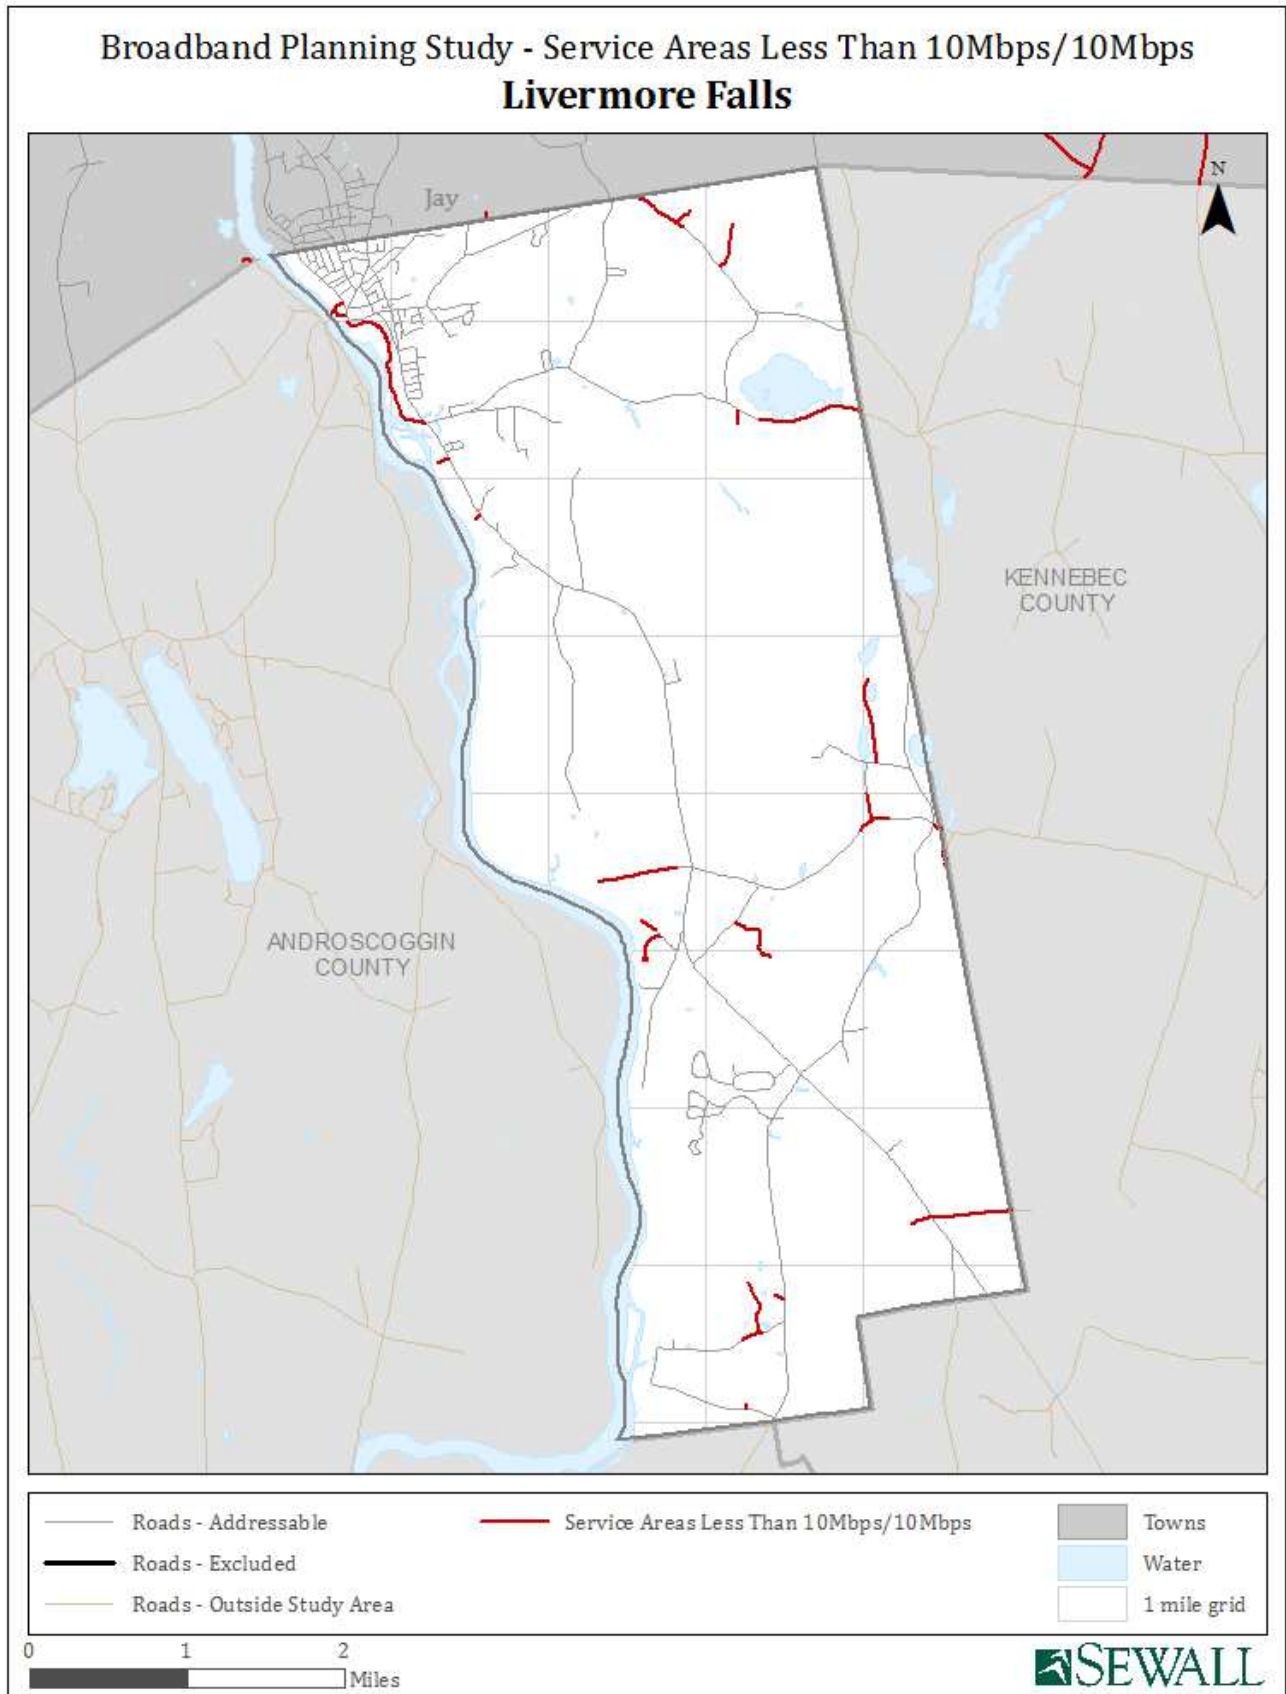 Broadband Planning Study - Service Areas Less Than 10Mbps/10Mbps
Livermore Falls
Jay
N
KENNEBEC
COUNTY
ANDROSCOGGIN
COUNTY
Roads - Addressable
Service Areas Less Than 10Mbps/10Mbps
Towns
Roads - Excluded
Water
Roads - Outside Study Area
1 mile grid
0 1 2
Miles
SEWALL